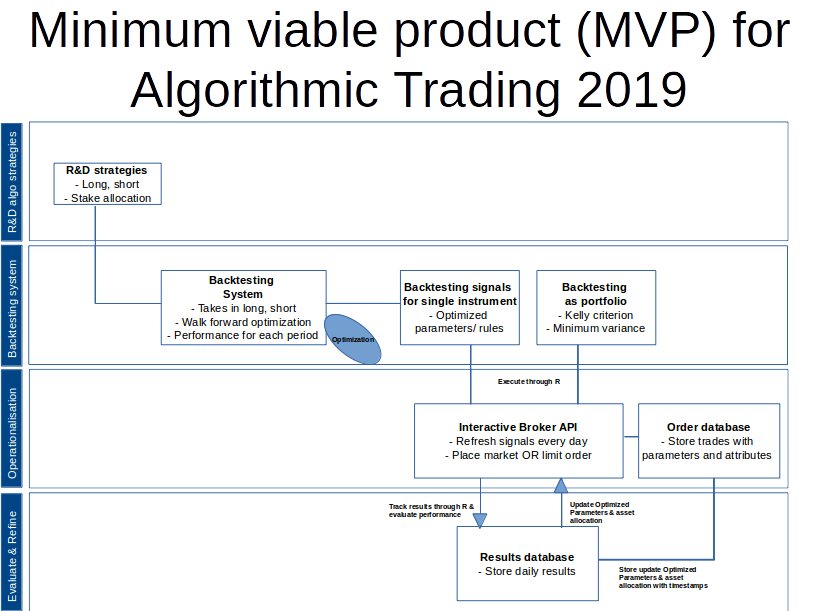 Minimum viable product (MVP) for
Algorithmic Trading 2019
R&D algo strategies
R&D strategies
- Long, short
- Stake allocation
Backtesting system
Backtesting
System
- Takes in long, short
- Walk forward optimization
- Performance for each period
Optimization
Backtesting signals
for single instrument
- Optimized
parameters/ rules
Backtesting
as portfolio
- Kelly criterion
- Minimum variance
Operationalisation
Execute through R
Interactive Broker API
- Refresh signals every day
- Place market OR limit order
Order database
- Store trades with
parameters and attributes
Evaluate & Refine
Track results through R &
evaluate performance
Update Optimized
Parameters & asset
allocation
Results database
- Store daily results
Store update Optimized
Parameters & asset
allocation with timestamps